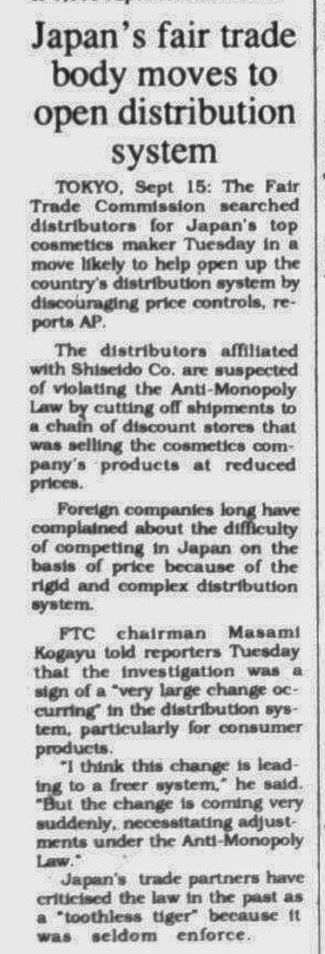 Japan's fair trade
body moves to
open distribution
system
TOKYO, Sept 15: The Fair
Trade Commission searched
distributors for Japan's top
cosmetics maker Tuesday in a
move likely to help open up the
country's distribution system by
discouraging price controls, re-
ports AP.
The distributors affiliated
with Shiseido Co. are suspected
of violating the Anti-Monopoly
Law by cutting off shipments to
a chain of discount stores that
was selling the cosmetics com-
pany's products at reduced
prices.
Foreign companies long have
complained about the difficulty
of competing in Japan on the
basis of price because of the
rigid and complex distribution
system.
FTC chairman Masami
Kogayu told reporters Tuesday
that the investigation was a
sign of a "very large change oc-
curring" in the distribution sys-
tem, particularly for consumer
products.
"I think this change is lead-
ing to a freer system," he said.
"But the change is coming very
suddenly, necessitating adjust-
ments under the Anti-Monopoly
Law."
Japan's trade partners have
criticised the law in the past as
a "toothless tiger" because it
was seldom enforce.